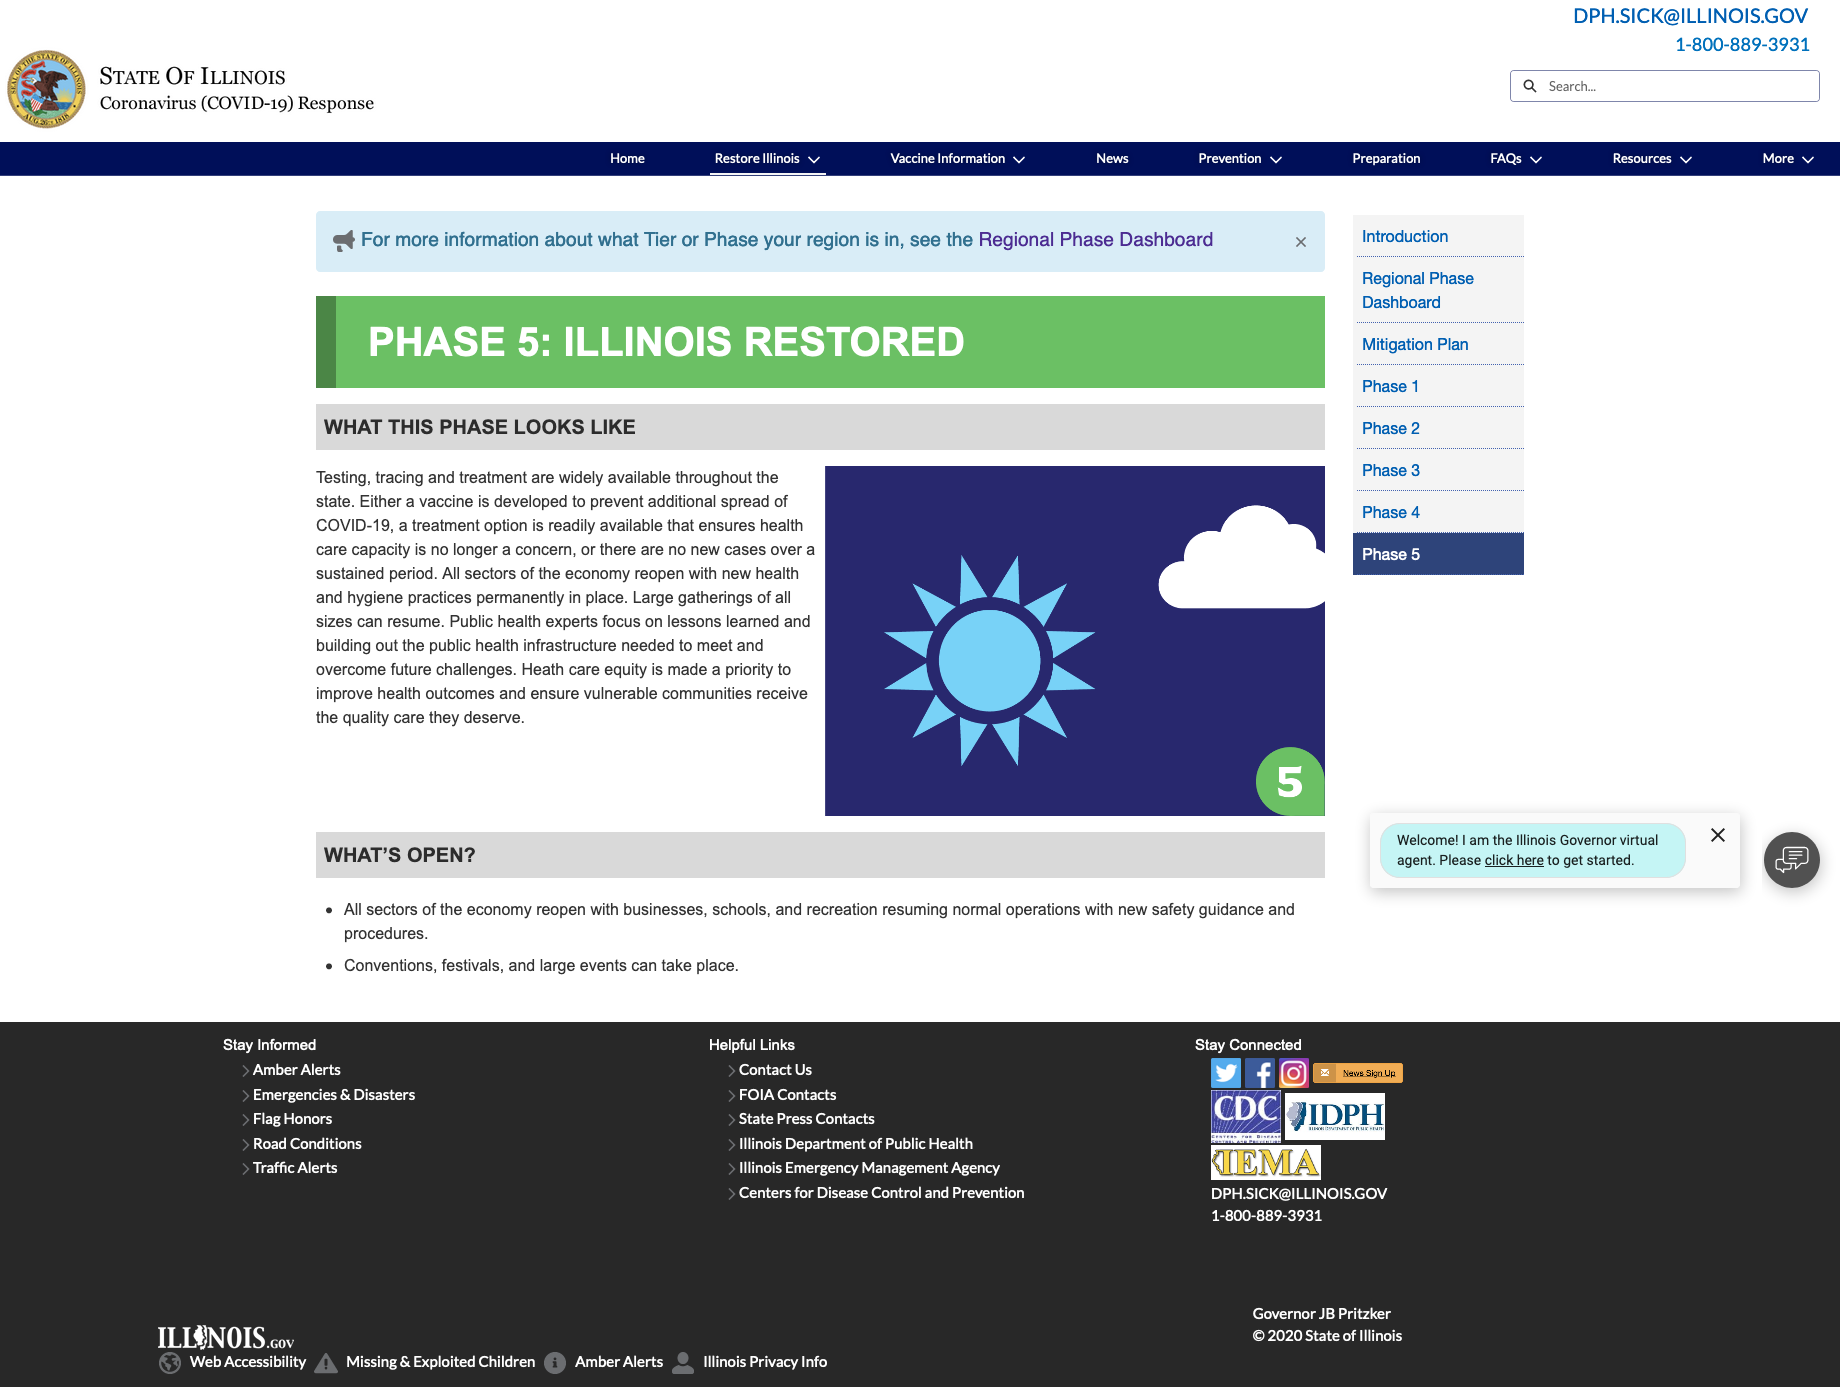 DPH.SICK@ILLINOIS.GOV
1-800-889-3931
STATE OF ILLINOIS
Coronavirus (COVID-19) Response
Search...
Home
Restore Illinois
Vaccine Information
News
Prevention
Preparation
FAQs
Resources
More
For more information about what Tier or Phase your region is in, see the Regional Phase Dashboard
×
PHASE 5: ILLINOIS RESTORED
WHAT THIS PHASE LOOKS LIKE
Testing, tracing and treatment are widely available throughout the
state. Either a vaccine is developed to prevent additional spread of
COVID-19, a treatment option is readily available that ensures health
care capacity is no longer a concern, or there are no new cases over a
sustained period. All sectors of the economy reopen with new health
and hygiene practices permanently in place. Large gatherings of all
sizes can resume. Public health experts focus on lessons learned and
building out the public health infrastructure needed to meet and
overcome future challenges. Heath care equity is made a priority to
improve health outcomes and ensure vulnerable communities receive
the quality care they deserve.
5
WHAT'S OPEN?
• All sectors of the economy reopen with businesses, schools, and recreation resuming normal operations with new safety guidance and
procedures.
• Conventions, festivals, and large events can take place.
Introduction
Regional Phase
Dashboard
Mitigation Plan
Phase 1
Phase 2
Phase 3
Phase 4
Phase 5
Welcome! I am the Illinois Governor virtual
agent. Please click here to get started.
Stay Informed
Amber Alerts
Emergencies & Disasters
Flag Honors
Road Conditions
Traffic Alerts
Helpful Links
Contact Us
FOIA Contacts
State Press Contacts
Illinois Department of Public Health
Illinois Emergency Management Agency
Centers for Disease Control and Prevention
Stay Connected
News Sign Up
CDC
CENTERS FOR DISEASE
CONTROL AND PREVENTION
IDPH
ILLINOIS DEPARTMENT OF PUBLIC HEALTH
IEMA
DPH.SICK@ILLINOIS.GOV
1-800-889-3931
Governor JB Pritzker
© 2020 State of Illinois
ILLINOIS.GOV
Web Accessibility
Missing & Exploited Children
Amber Alerts
Illinois Privacy Info